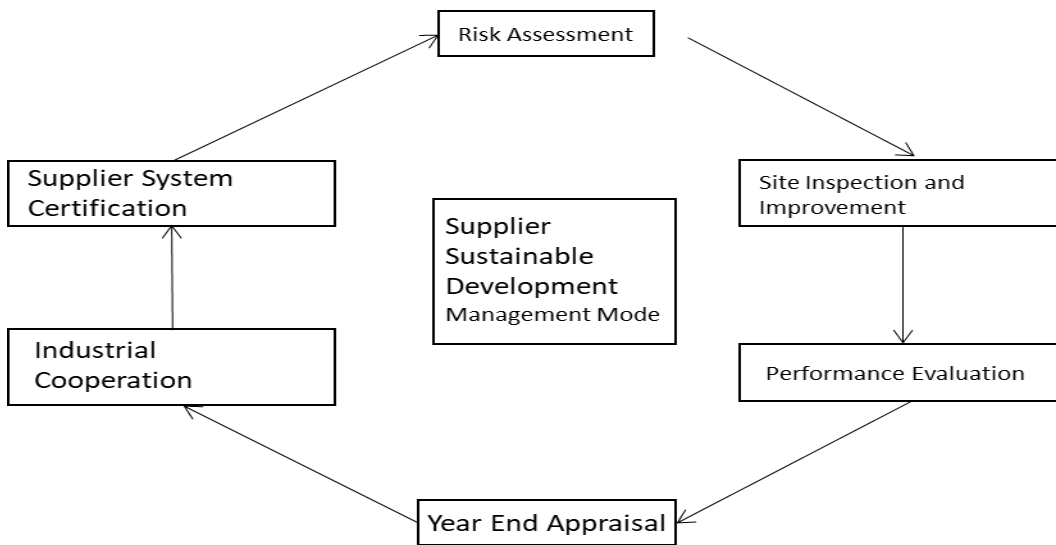 Risk Assessment
Supplier System
Certification
Site Inspection and
Improvement
Supplier
Sustainable
Development
Management Mode
Industrial
Cooperation
Performance Evaluation
Year End Appraisal